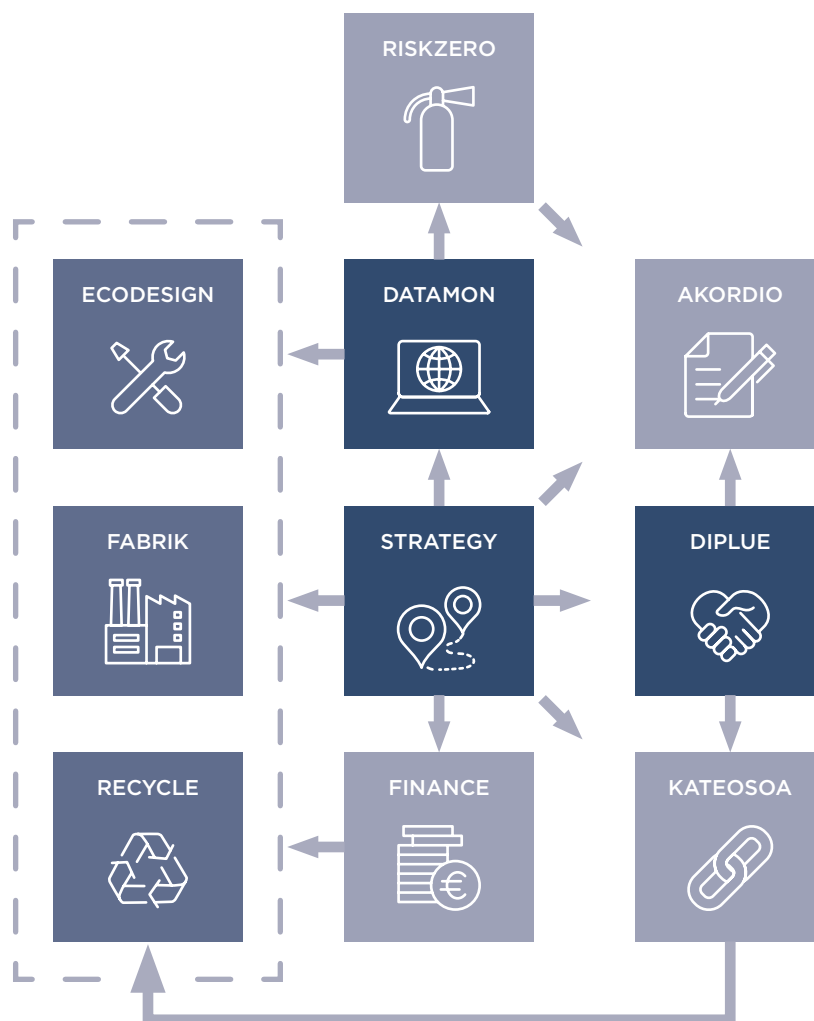 RISKZERO
ECODESIGN
DATAMON
AKORDIO
FABRIK
STRATEGY
DIPLUE
RECYCLE
FINANCE
KATEOSOA
€